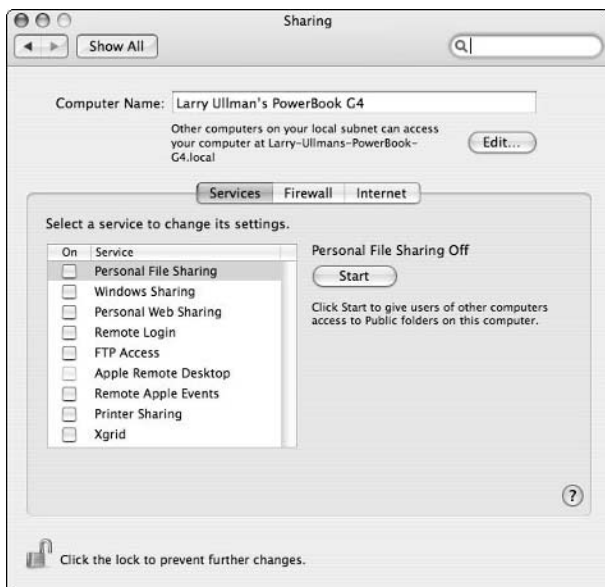 Sharing
Show All
Computer Name: Larry Ullman's PowerBook G4
Other computers on your local subnet can access
your computer at Larry-Ullmans-PowerBook-
G4.local
Edit...
Services Firewall Internet
Select a service to change its settings.
On Service
Personal File Sharing
Windows Sharing
Personal Web Sharing
Remote Login
FTP Access
Apple Remote Desktop
Remote Apple Events
Printer Sharing
Xgrid
Personal File Sharing Off
Start
Click Start to give users of other computers
access to Public folders on this computer.
?
Click the lock to prevent further changes.